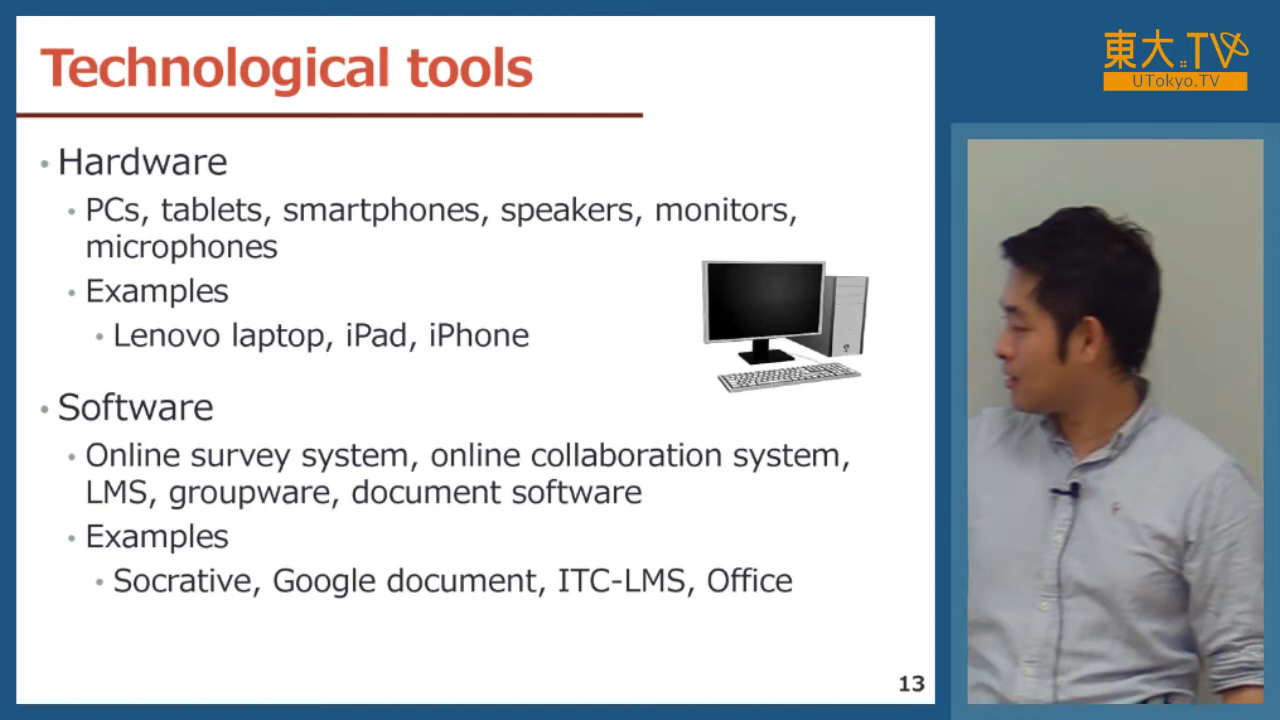 Technological tools
東大TV
UTokyo.TV
• Hardware
• PCs, tablets, smartphones, speakers, monitors,
microphones
• Examples
• Lenovo laptop, iPad, iPhone
• Software
• Online survey system, online collaboration system,
LMS, groupware, document software
• Examples
• Socrative, Google document, ITC-LMS, Office
13